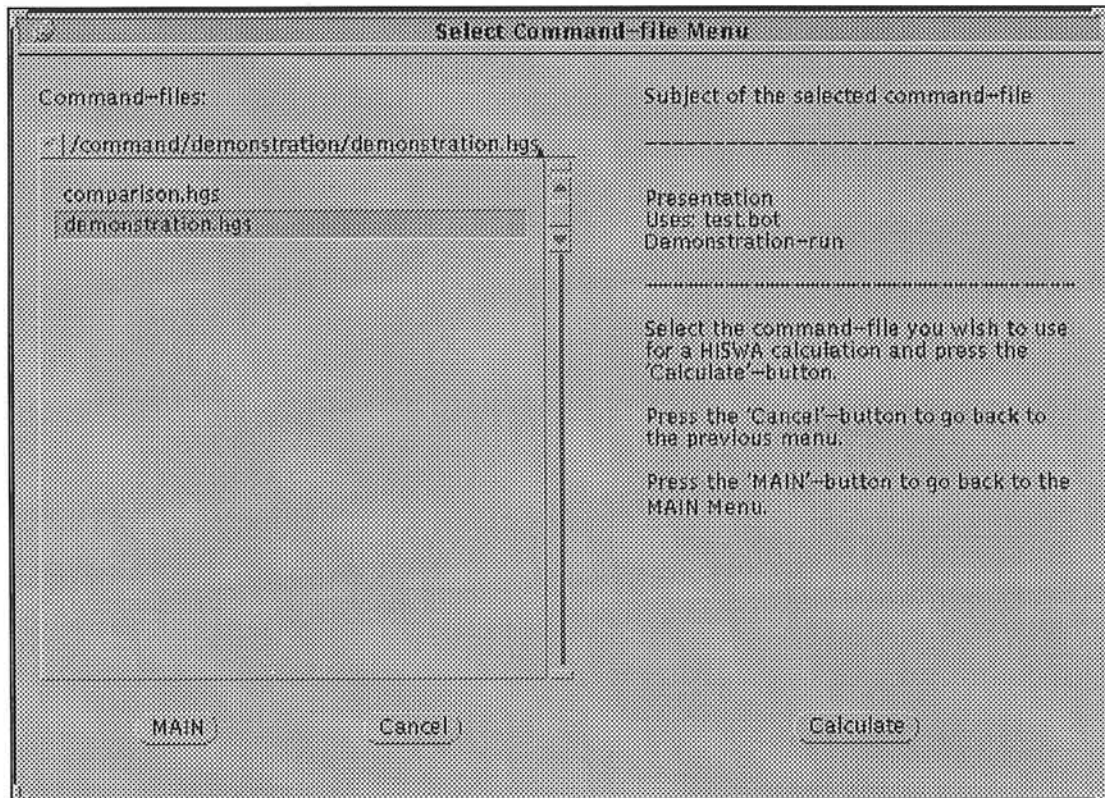 Select Command-file Menu
Command-files:
/command/demonstration/demonstration.hgs
comparison.hgs
demonstration.hgs
Subject of the selected command-file
Presentation
Uses: test.bot
Demonstration-run
Select the command-file you wish to use
for a HISWA calculation and press the
'Calculate'-button.
Press the 'Cancel'-button to go back to
the previous menu.
Press the 'MAIN'-button to go back to the
MAIN Menu.
MAIN
Cancel
Calculate